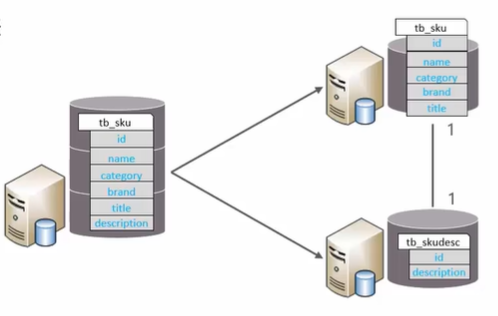 tb_sku
id
name
category
brand
title
description
tb_sku
id
name
category
brand
title
1
1
tb_skudesc
id
description